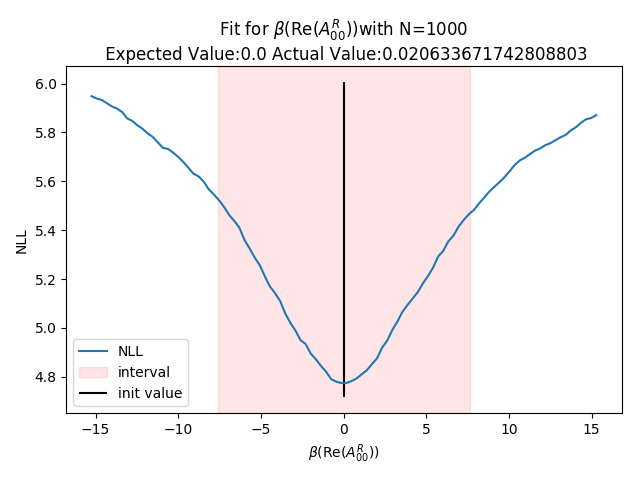 Fit for β(Re(A^R_00))with N=1000
Expected Value:0.0 Actual Value:0.020633671742808803
6.0
5.8
5.6
5.4
5.2
5.0
4.8
NLL
NLL
interval
init value
−15
−10
−5
0
5
10
15
β(Re(A^R_00))